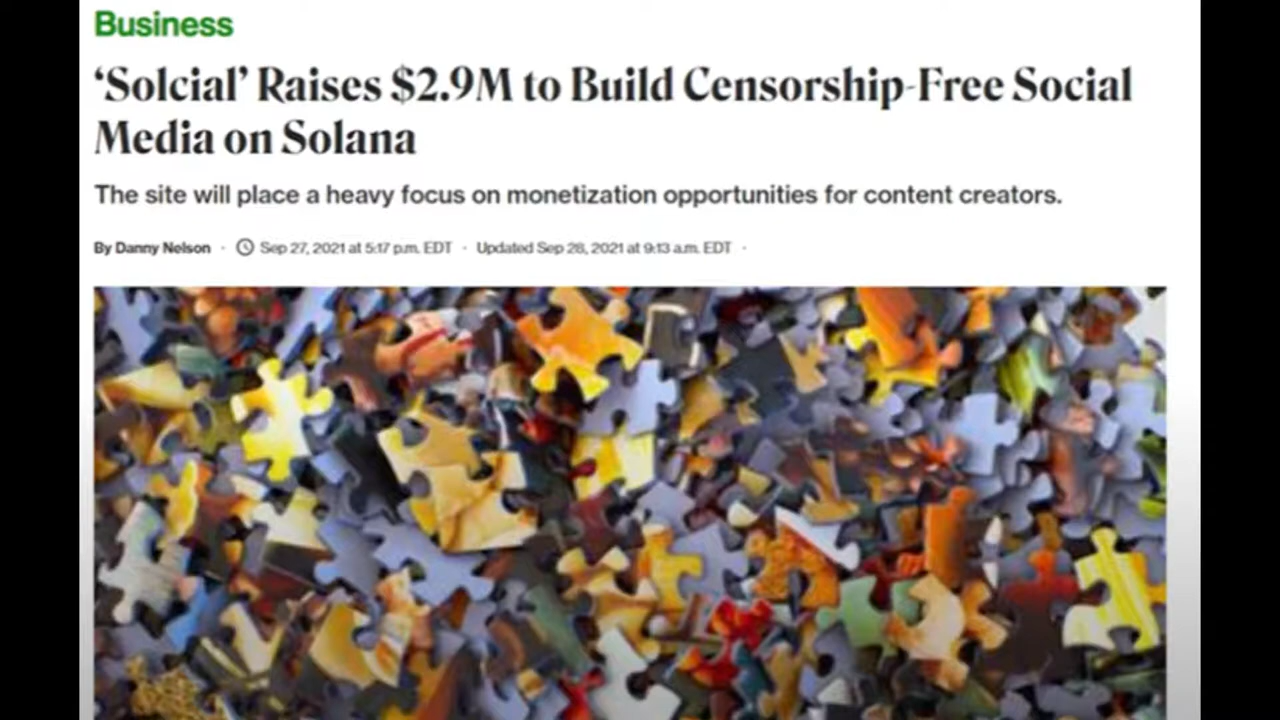 Business
‘Solcial’ Raises $2.9M to Build Censorship-Free Social
Media on Solana
The site will place a heavy focus on monetization opportunities for content creators.
By Danny Nelson · Sep 27, 2021 at 5:17 p.m. EDT · Updated Sep 28, 2021 at 9:13 a.m. EDT ·